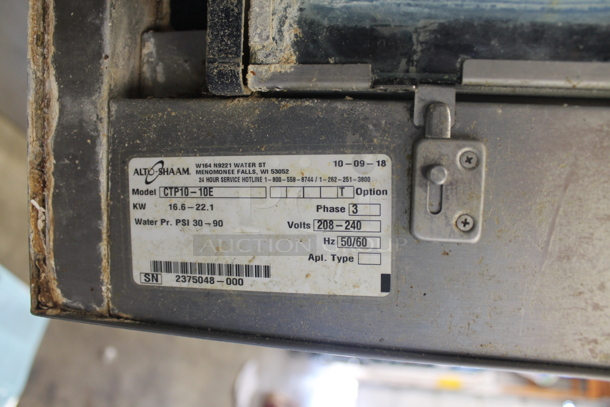 ALTO-SHAAM.
W164 N9221 WATER ST
MENOMONEE FALLS, WI 53052
24 HOUR SERVICE HOTLINE 1-800-558-8744 / 1-262-251-3800
10-09-18
Model CTP10-10E T Option
KW 16.6-22.1
Phase 3
Water Pr. PSI 30-90
Volts 208-240
AUCTION GROUP
Hz 50/60
Apl. Type
SN 2375048-000